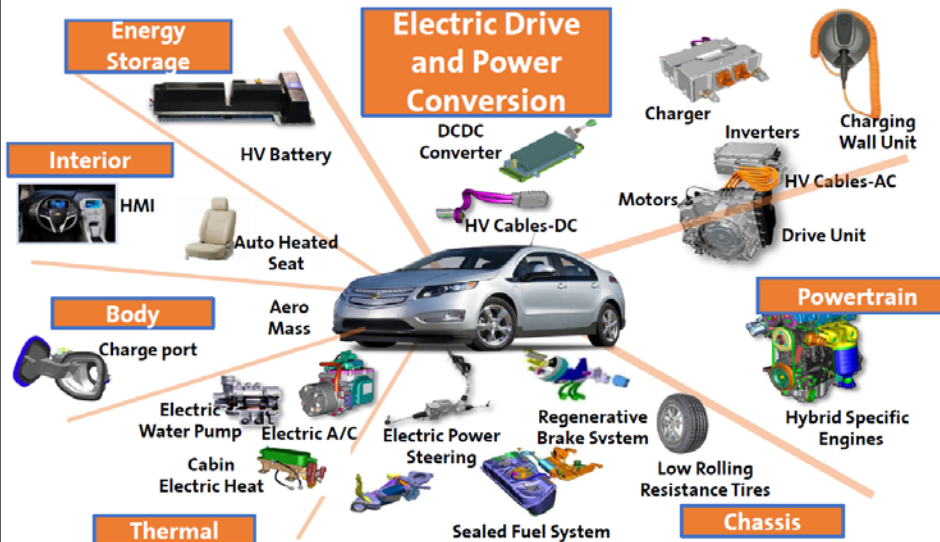 Energy
Storage
Electric Drive
and Power
Conversion
HV Battery
DCDC
Converter
HV Cables-DC
Charger
Charging
Wall Unit
Inverters
HV Cables-AC
Motors
Drive Unit
Interior
HMI
Auto Heated
Seat
Aero
Mass
Body
Charge port
Powertrain
Hybrid Specific
Engines
Electric
Water Pump
Electric A/C
Cabin
Electric Heat
Thermal
Electric Power
Steering
Regenerative
Brake System
Low Rolling
Resistance Tires
Sealed Fuel System
Chassis